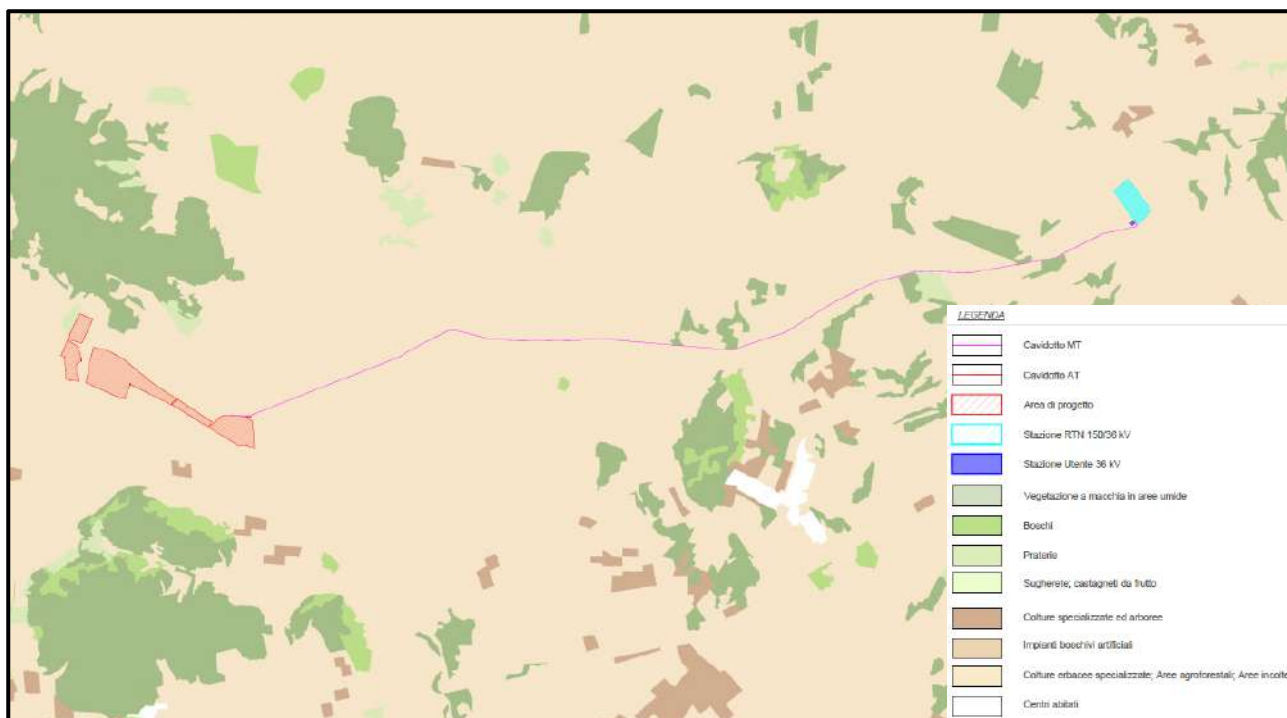 LEGENDA
Cavidotto MT
Cavidotto AT
Area di progetto
Stazione RTN 150/36 kV
Stazione Utente 36 kV
Vegetazione a macchia in aree umide
Boschi
Praterie
Sugherete; castagneti da frutto
Colture specializzate ed arboree
Impianti boschivi artificiali
Colture erbacee specializzate; Aree agroforestali; Aree incolte
Centri abitati